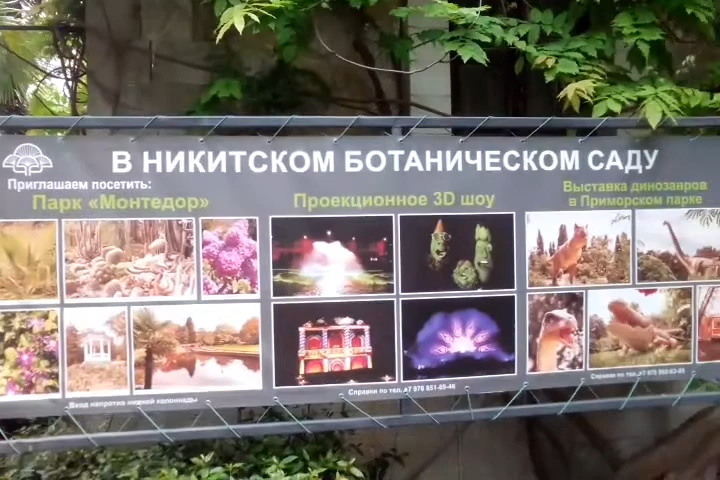 В НИКИТСКОМ БОТАНИЧЕСКОМ САДУ
Приглашаем посетить:
Парк «Монтедор»
Проекционное 3D шоу
Выставка динозавров
в Приморском парке
Вход напротив нижней колоннады
Справки по тел.
Справки по тел.